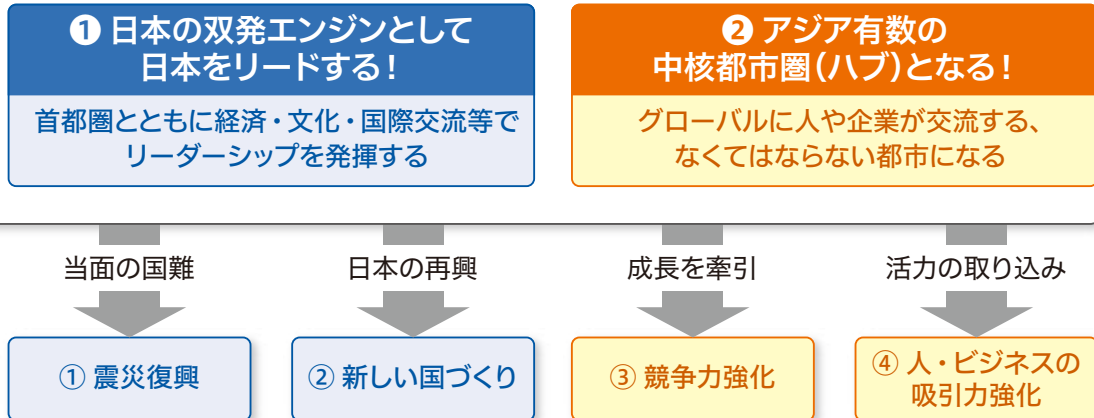 ❶ 日本の双発エンジンとして
日本をリードする！
首都圏とともに経済・文化・国際交流等で
リーダーシップを発揮する
❷ アジア有数の
中核都市圏（ハブ）となる！
グローバルに人や企業が交流する、
なくてはならない都市になる
当面の国難
日本の再興
成長を牽引
活力の取り込み
① 震災復興
② 新しい国づくり
③ 競争力強化
④ 人・ビジネスの
吸引力強化